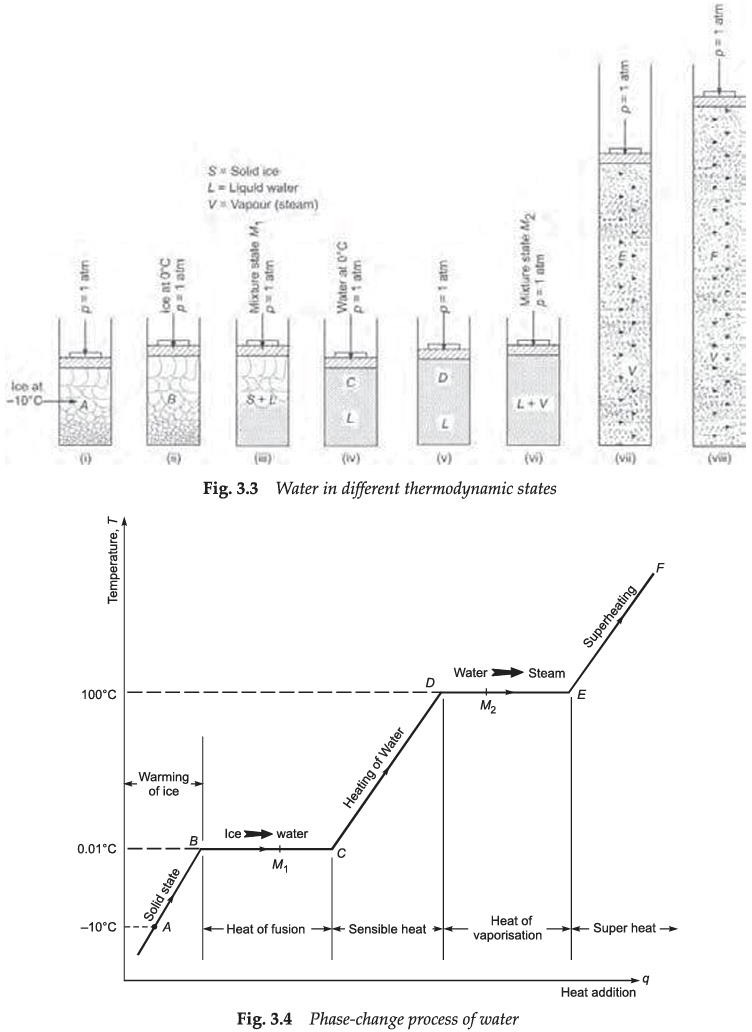 S = Solid ice
L = Liquid water
V = Vapour (steam)
p = 1 atm
Ice at 0°C
p = 1 atm
Mixture state M₁
p = 1 atm
Water at 0°C
p = 1 atm
p = 1 atm
Mixture state M₂
p = 1 atm
p = 1 atm
p = 1 atm
Ice at
–10°C
A
B
S + L
C
L
D
L
L + V
E
V
F
V
(i)
(ii)
(iii)
(iv)
(v)
(vi)
(vii)
(viii)
Fig. 3.3 Water in different thermodynamic states
Temperature, T
F
Superheating
Water
Steam
D
100°C
E
M₂
Heating of Water
Warming
of ice
Ice
water
B
0.01°C
C
M₁
Solid state
–10°C
A
Heat of fusion
Sensible heat
Heat of
vaporisation
Super heat
q
Heat addition
Fig. 3.4 Phase-change process of water